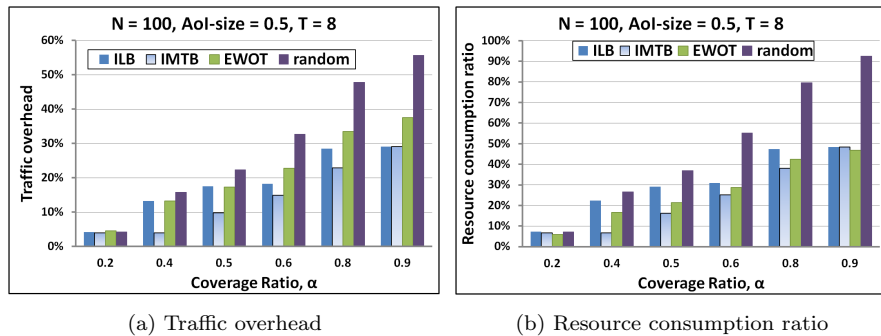 N = 100, AoI-size = 0.5, T = 8
ILB IMTB EWOT random
Traffic overhead
60%
50%
40%
30%
20%
10%
0%
0.2 0.4 0.5 0.6 0.8 0.9
Coverage Ratio, α
(a) Traffic overhead
N = 100, AoI-size = 0.5, T = 8
ILB IMTB EWOT random
Resource consumption ratio
100%
90%
80%
70%
60%
50%
40%
30%
20%
10%
0%
0.2 0.4 0.5 0.6 0.8 0.9
Coverage Ratio, α
(b) Resource consumption ratio